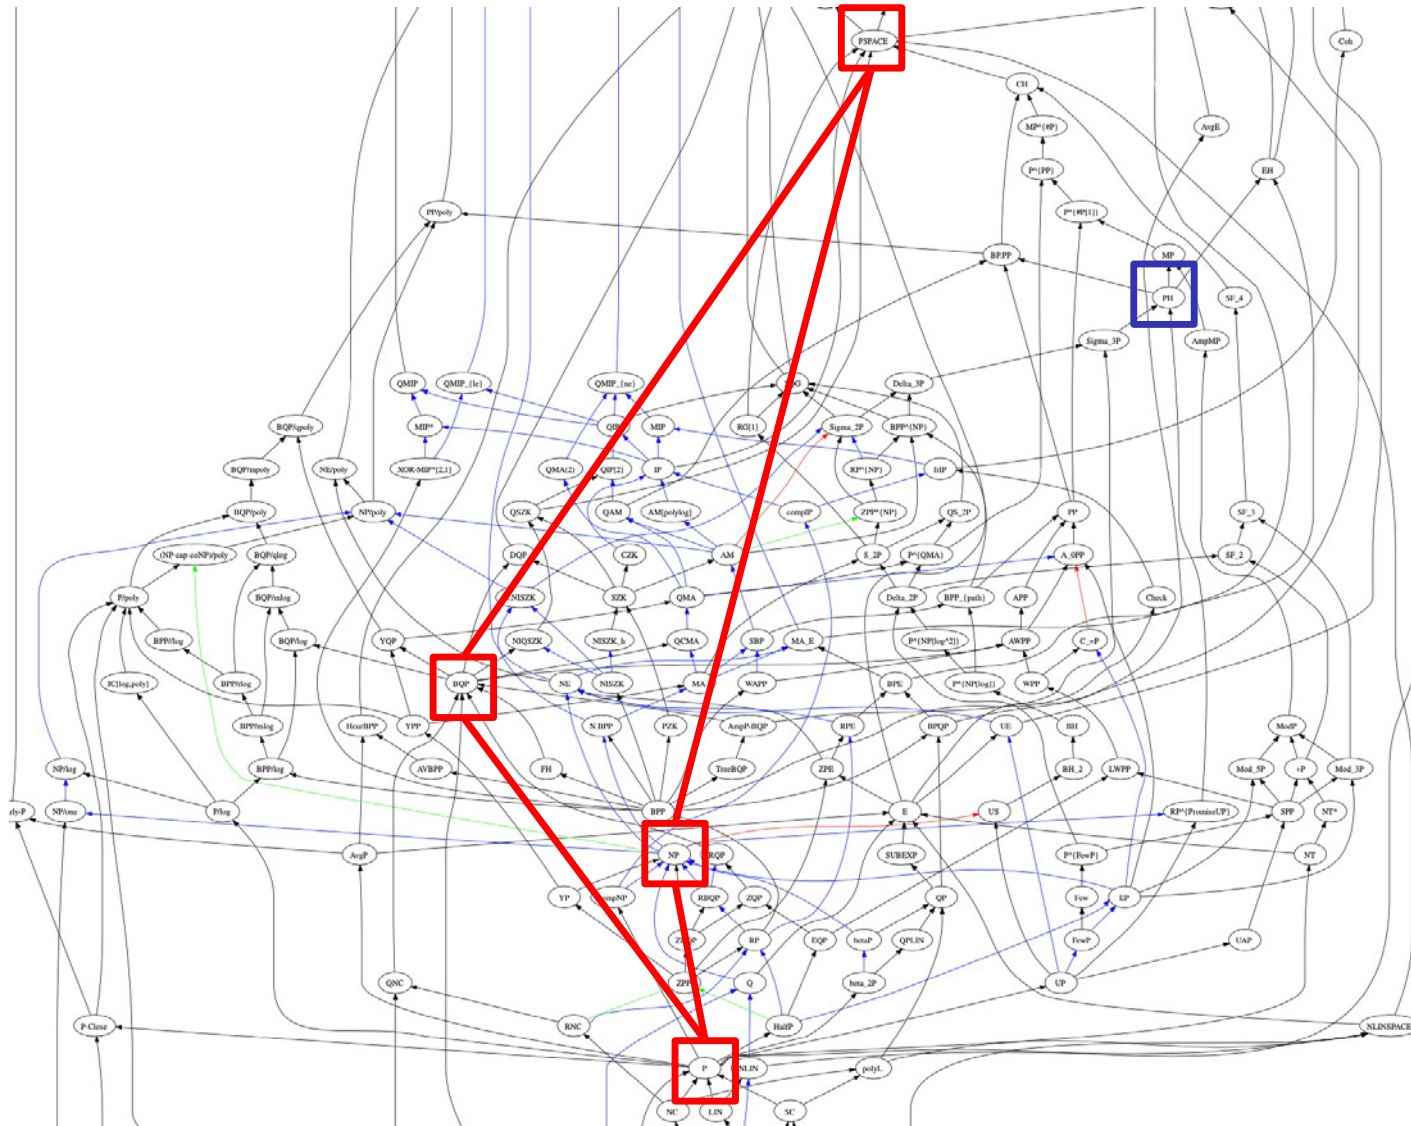 PSPACE
Coh
CH
MP^{#P}
AvgE
P^{PP}
EH
PP/poly
P^{#P[1]}
BP.PP
MP
PH
SF_4
Sigma_3P
AmpMP
QMIP
QMIP_{le}
QMIP_{ne}
Delta_3P
BQP/qpoly
MIP*
QIP
MIP
RG[1]
Sigma_2P
BPP^{NP}
BQP/mpoly
NE/poly
XOR-MIP*[2,1]
QMA(2)
QIP[2]
IP
RP^{NP}
frIP
BQP/poly
NP/poly
QSZK
QAM
AM[polylog]
compIP
ZPP^{NP}
QS_2P
PP
SF_3
(NP-cap-coNP)/poly
BQP/qlog
DQP
CZK
AM
S_2P
P^{QMA}
A_0PP
SF_2
P/poly
BQP/mlog
NISZK
SZK
QMA
Delta_2P
BPP_{path}
APP
Check
BPP//log
BQP/log
YQP
NIQSZK
NISZK_h
QCMA
SBP
MA_E
P^{NP[log^2]}
AWPP
C_=P
IC[log,poly]
BPP/rlog
BQP
NE
NISZK
MA
WAPP
BPE
P^{NP[log]}
WPP
BPP/mlog
HeurBPP
YPP
N.BPP
PZK
AmpP-BQP
RPE
BPQP
UE
BH
ModP
NP/log
BPP/log
AVBPP
FH
TreeBQP
ZPE
BH_2
LWPP
Mod_5P
+P
Mod_3P
rly-P
NP/one
P/log
BPP
E
US
RP^{PromiseUP}
SPP
NT*
AvgP
NP
RQP
SUBEXP
P^{FewP}
NT
YP
RBQP
ZQP
QP
Few
EP
RP
EQP
betaP
QPLIN
FewP
UAP
QNC
ZPP
Q
beta_2P
UP
P-Close
RNC
HalfP
NLINSPACE
P
NLIN
polyL
NC
LIN
SC